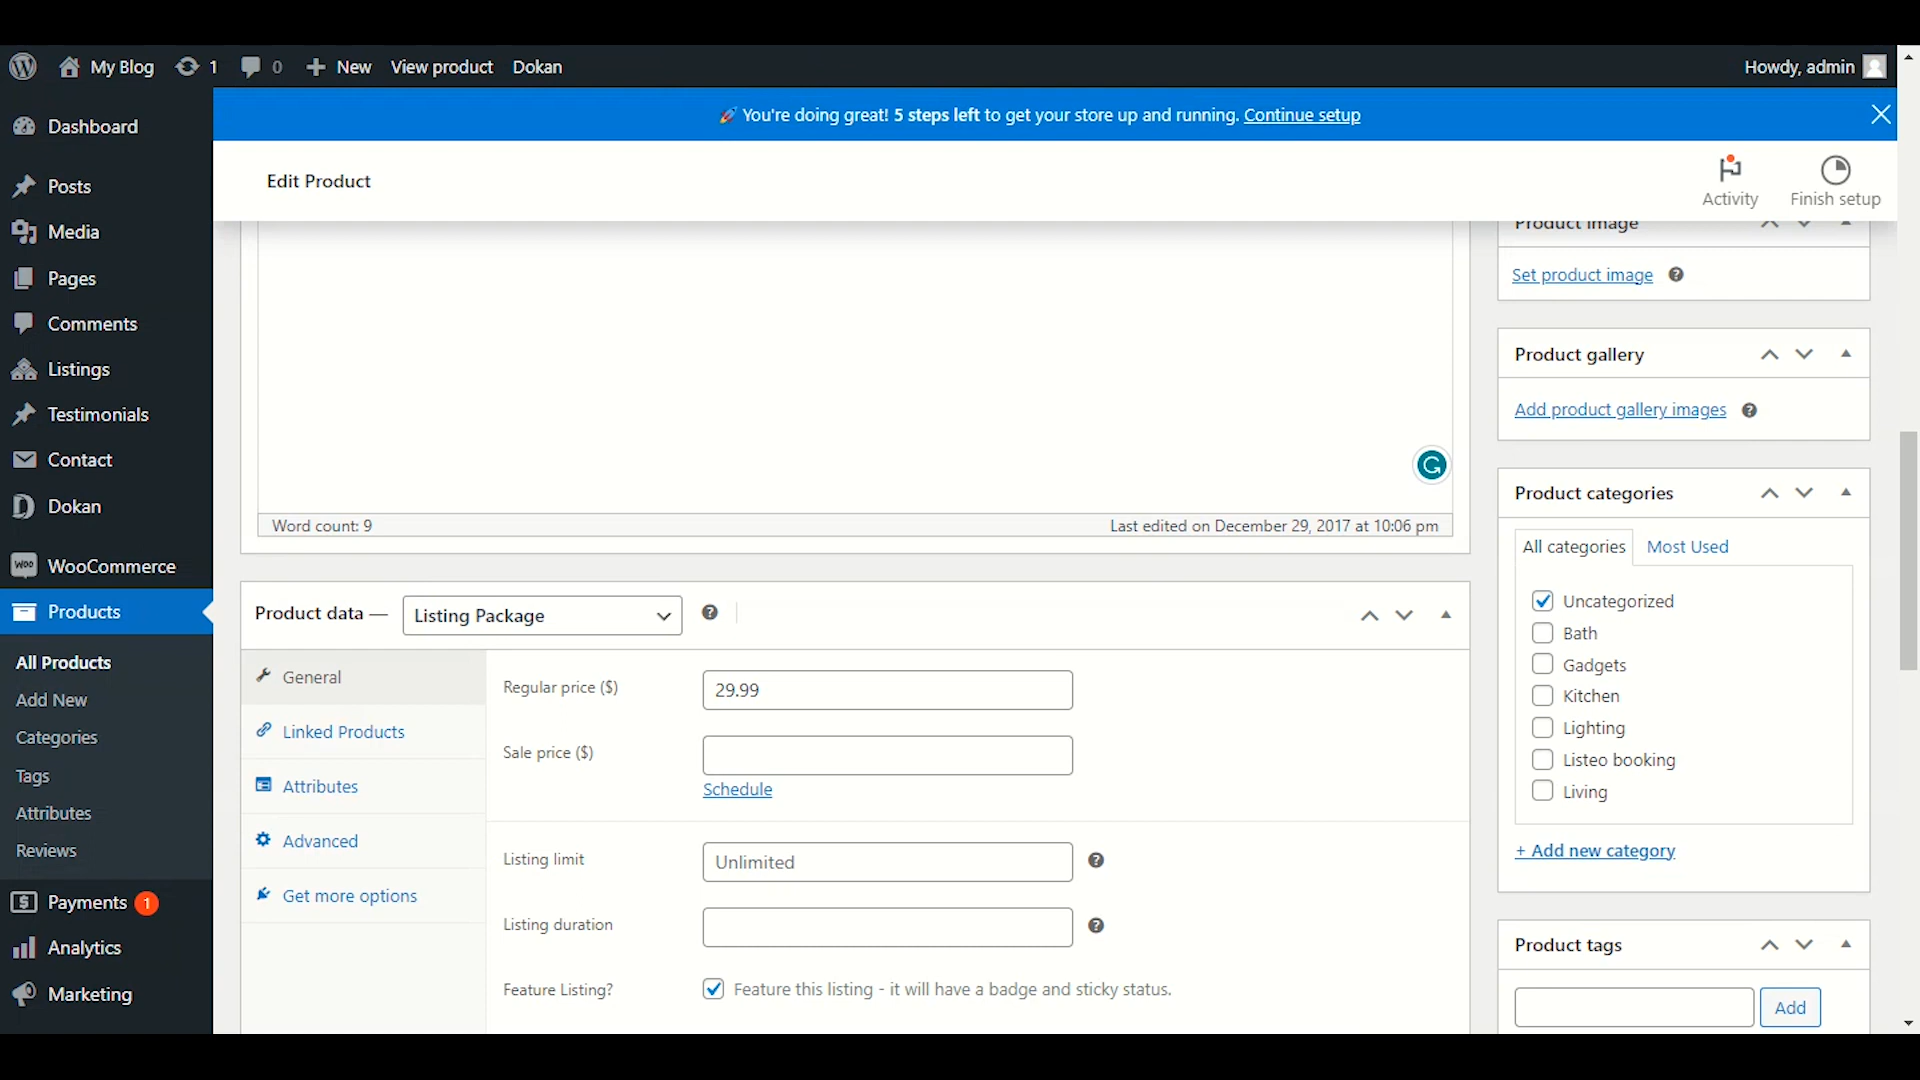 My Blog 1 0 New View product Dokan Howdy, admin
🚀 You're doing great! 5 steps left to get your store up and running. Continue setup
Edit Product
Activity
Finish setup
Dashboard
Posts
Media
Pages
Comments
Listings
Testimonials
Contact
Dokan
WooCommerce
Products
All Products
Add New
Categories
Tags
Attributes
Reviews
Payments 1
Analytics
Marketing
Word count: 9
Last edited on December 29, 2017 at 10:06 pm
Product data — Listing Package
General
Linked Products
Attributes
Advanced
Get more options
Regular price ($) 29.99
Sale price ($)
Schedule
Listing limit Unlimited
Listing duration
Feature Listing? Feature this listing - it will have a badge and sticky status.
Product image
Set product image
Product gallery
Add product gallery images
Product categories
All categories Most Used
Uncategorized
Bath
Gadgets
Kitchen
Lighting
Listeo booking
Living
+ Add new category
Product tags
Add